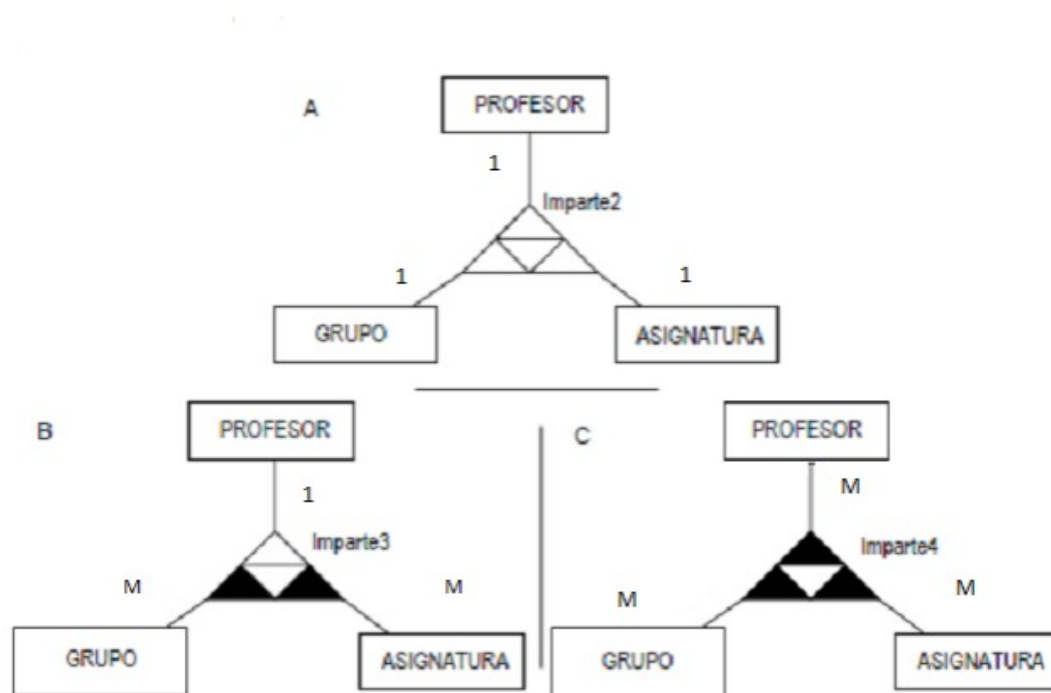 A
PROFESOR
1
Imparte2
1
1
GRUPO
ASIGNATURA
B
PROFESOR
1
Imparte3
M
M
GRUPO
ASIGNATURA
C
PROFESOR
M
Imparte4
M
M
GRUPO
ASIGNATURA